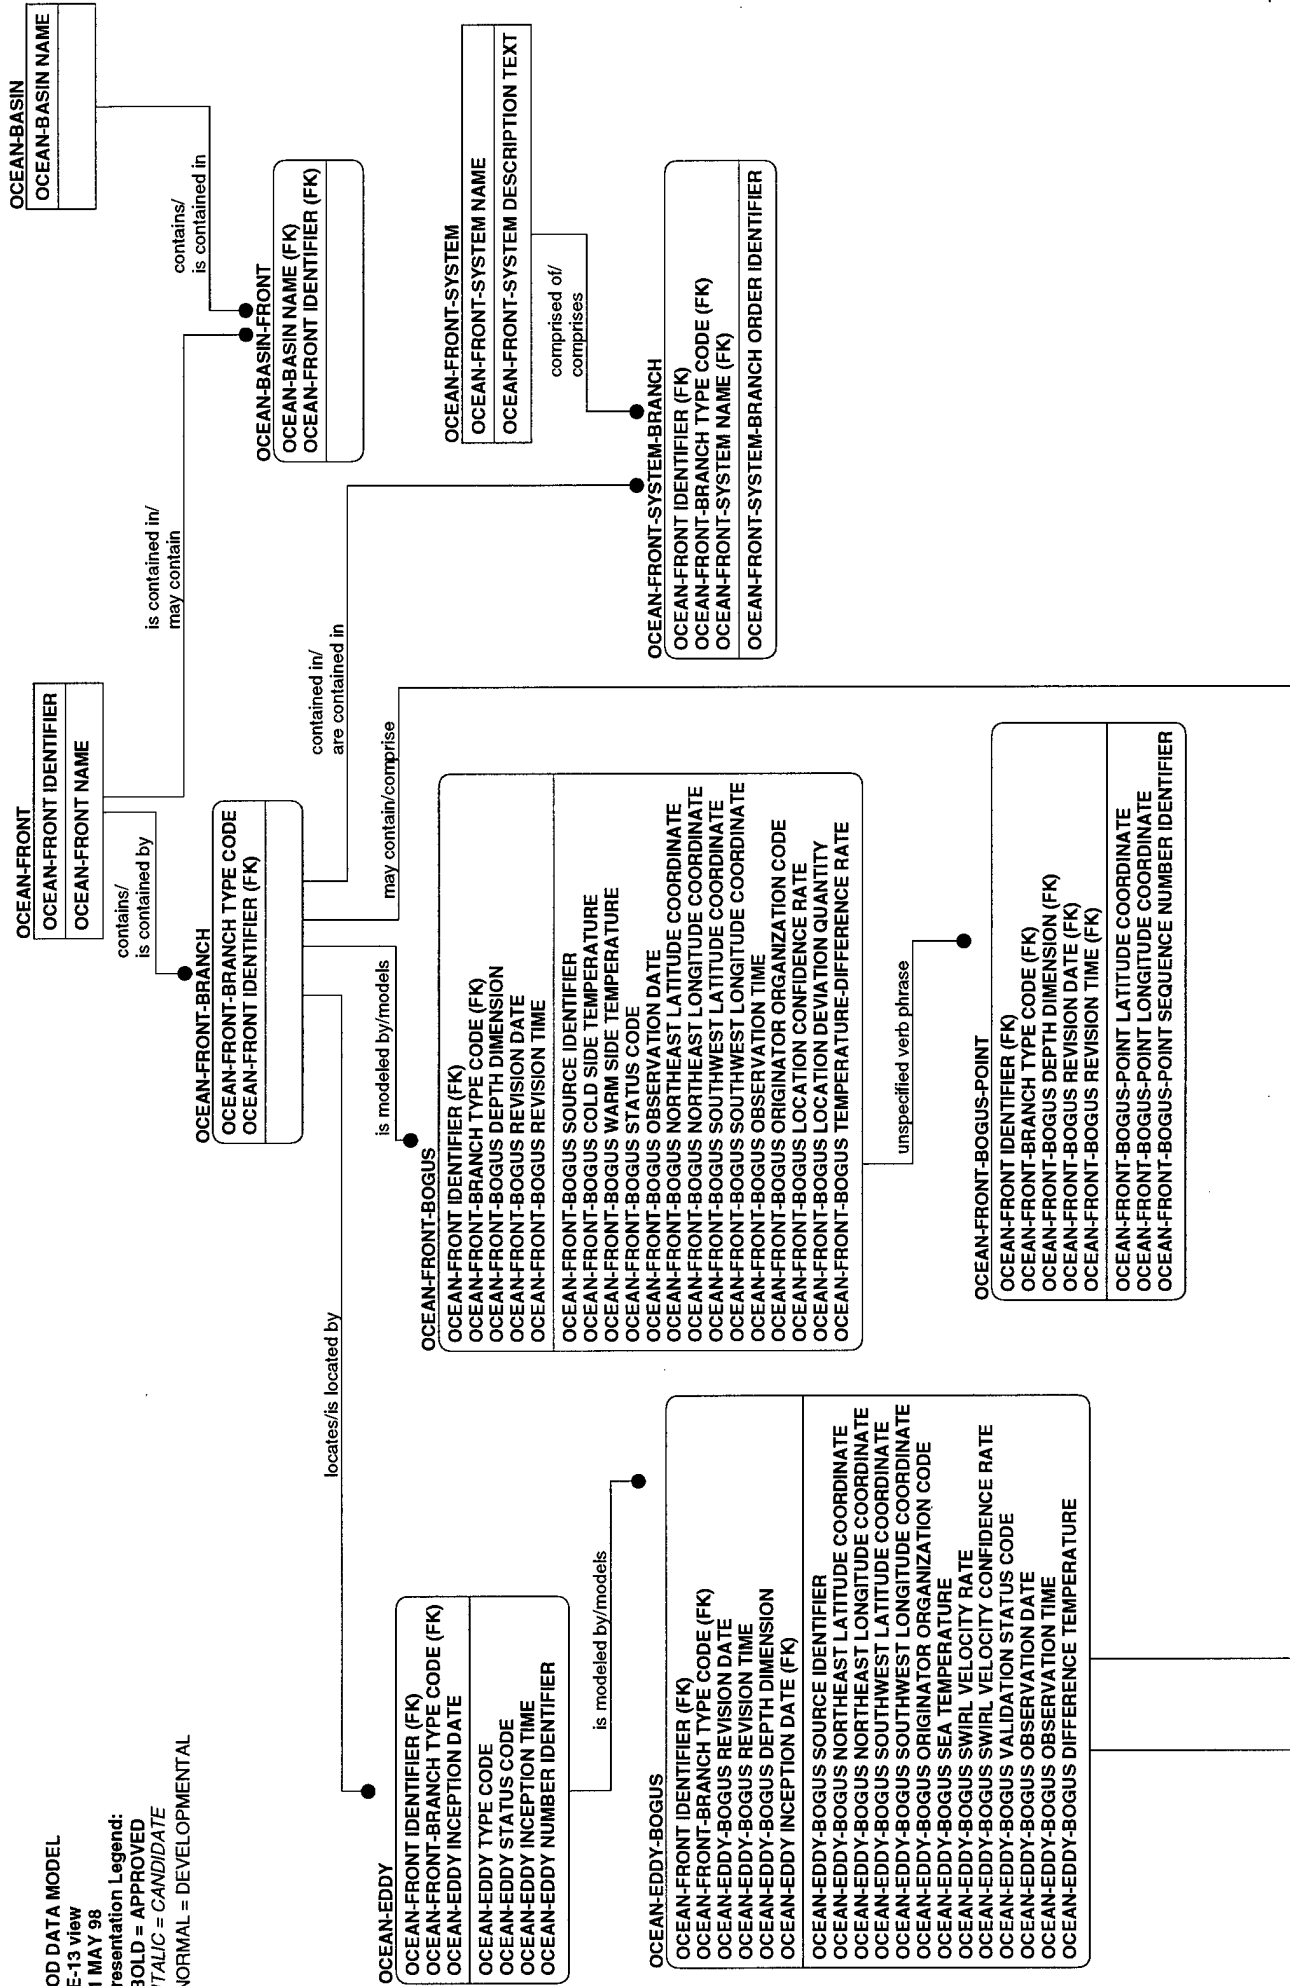 OD DATA MODEL
E-13 view
1 MAY 98
resentation Legend:
BOLD = APPROVED
ITALIC = CANDIDATE
NORMAL = DEVELOPMENTAL
OCEAN-FRONT
OCEAN-FRONT IDENTIFIER
OCEAN-FRONT NAME
contains/
is contained by
is contained in/
may contain
OCEAN-BASIN
OCEAN-BASIN NAME
contains/
is contained in
OCEAN-BASIN-FRONT
OCEAN-BASIN NAME (FK)
OCEAN-FRONT IDENTIFIER (FK)
OCEAN-FRONT-BRANCH
OCEAN-FRONT-BRANCH TYPE CODE
OCEAN-FRONT IDENTIFIER (FK)
locates/is located by
is modeled by/models
may contain/comprise
contained in/
are contained in
OCEAN-FRONT-SYSTEM
OCEAN-FRONT-SYSTEM NAME
OCEAN-FRONT-SYSTEM DESCRIPTION TEXT
comprised of/
comprises
OCEAN-FRONT-SYSTEM-BRANCH
OCEAN-FRONT IDENTIFIER (FK)
OCEAN-FRONT-BRANCH TYPE CODE (FK)
OCEAN-FRONT-SYSTEM NAME (FK)
OCEAN-FRONT-SYSTEM-BRANCH ORDER IDENTIFIER
OCEAN-EDDY
OCEAN-FRONT IDENTIFIER (FK)
OCEAN-FRONT-BRANCH TYPE CODE (FK)
OCEAN-EDDY INCEPTION DATE
OCEAN-EDDY TYPE CODE
OCEAN-EDDY STATUS CODE
OCEAN-EDDY INCEPTION TIME
OCEAN-EDDY NUMBER IDENTIFIER
is modeled by/models
OCEAN-FRONT-BOGUS
OCEAN-FRONT IDENTIFIER (FK)
OCEAN-FRONT-BRANCH TYPE CODE (FK)
OCEAN-FRONT-BOGUS DEPTH DIMENSION
OCEAN-FRONT-BOGUS REVISION DATE
OCEAN-FRONT-BOGUS REVISION TIME
OCEAN-FRONT-BOGUS SOURCE IDENTIFIER
OCEAN-FRONT-BOGUS COLD SIDE TEMPERATURE
OCEAN-FRONT-BOGUS WARM SIDE TEMPERATURE
OCEAN-FRONT-BOGUS STATUS CODE
OCEAN-FRONT-BOGUS OBSERVATION DATE
OCEAN-FRONT-BOGUS NORTHEAST LATITUDE COORDINATE
OCEAN-FRONT-BOGUS NORTHEAST LONGITUDE COORDINATE
OCEAN-FRONT-BOGUS SOUTHWEST LATITUDE COORDINATE
OCEAN-FRONT-BOGUS SOUTHWEST LONGITUDE COORDINATE
OCEAN-FRONT-BOGUS OBSERVATION TIME
OCEAN-FRONT-BOGUS ORIGINATOR ORGANIZATION CODE
OCEAN-FRONT-BOGUS LOCATION CONFIDENCE RATE
OCEAN-FRONT-BOGUS LOCATION DEVIATION QUANTITY
OCEAN-FRONT-BOGUS TEMPERATURE-DIFFERENCE RATE
unspecified verb phrase
OCEAN-EDDY-BOGUS
OCEAN-FRONT IDENTIFIER (FK)
OCEAN-FRONT-BRANCH TYPE CODE (FK)
OCEAN-EDDY-BOGUS REVISION DATE
OCEAN-EDDY-BOGUS REVISION TIME
OCEAN-EDDY-BOGUS DEPTH DIMENSION
OCEAN-EDDY INCEPTION DATE (FK)
OCEAN-EDDY-BOGUS SOURCE IDENTIFIER
OCEAN-EDDY-BOGUS NORTHEAST LATITUDE COORDINATE
OCEAN-EDDY-BOGUS NORTHEAST LONGITUDE COORDINATE
OCEAN-EDDY-BOGUS SOUTHWEST LATITUDE COORDINATE
OCEAN-EDDY-BOGUS SOUTHWEST LONGITUDE COORDINATE
OCEAN-EDDY-BOGUS ORIGINATOR ORGANIZATION CODE
OCEAN-EDDY-BOGUS SEA TEMPERATURE
OCEAN-EDDY-BOGUS SWIRL VELOCITY RATE
OCEAN-EDDY-BOGUS SWIRL VELOCITY CONFIDENCE RATE
OCEAN-EDDY-BOGUS VALIDATION STATUS CODE
OCEAN-EDDY-BOGUS OBSERVATION DATE
OCEAN-EDDY-BOGUS OBSERVATION TIME
OCEAN-EDDY-BOGUS DIFFERENCE TEMPERATURE
OCEAN-FRONT-BOGUS-POINT
OCEAN-FRONT IDENTIFIER (FK)
OCEAN-FRONT-BRANCH TYPE CODE (FK)
OCEAN-FRONT-BOGUS DEPTH DIMENSION (FK)
OCEAN-FRONT-BOGUS REVISION DATE (FK)
OCEAN-FRONT-BOGUS REVISION TIME (FK)
OCEAN-FRONT-BOGUS-POINT LATITUDE COORDINATE
OCEAN-FRONT-BOGUS-POINT LONGITUDE COORDINATE
OCEAN-FRONT-BOGUS-POINT SEQUENCE NUMBER IDENTIFIER